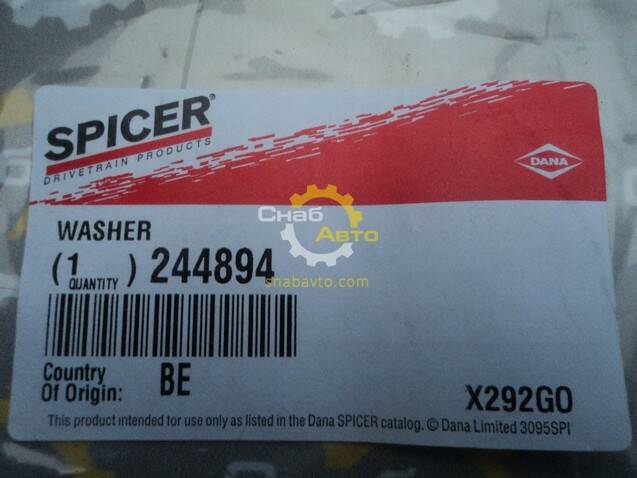 SPICER®
DRIVETRAIN PRODUCTS
DANA
WASHER
Снаб Авто
(1) 244894
QUANTITY
snabavto.com
Country Of Origin: BE
X292GO
This product intended for use only as listed in the Dana SPICER catalog. © Dana Limited 3095SPI